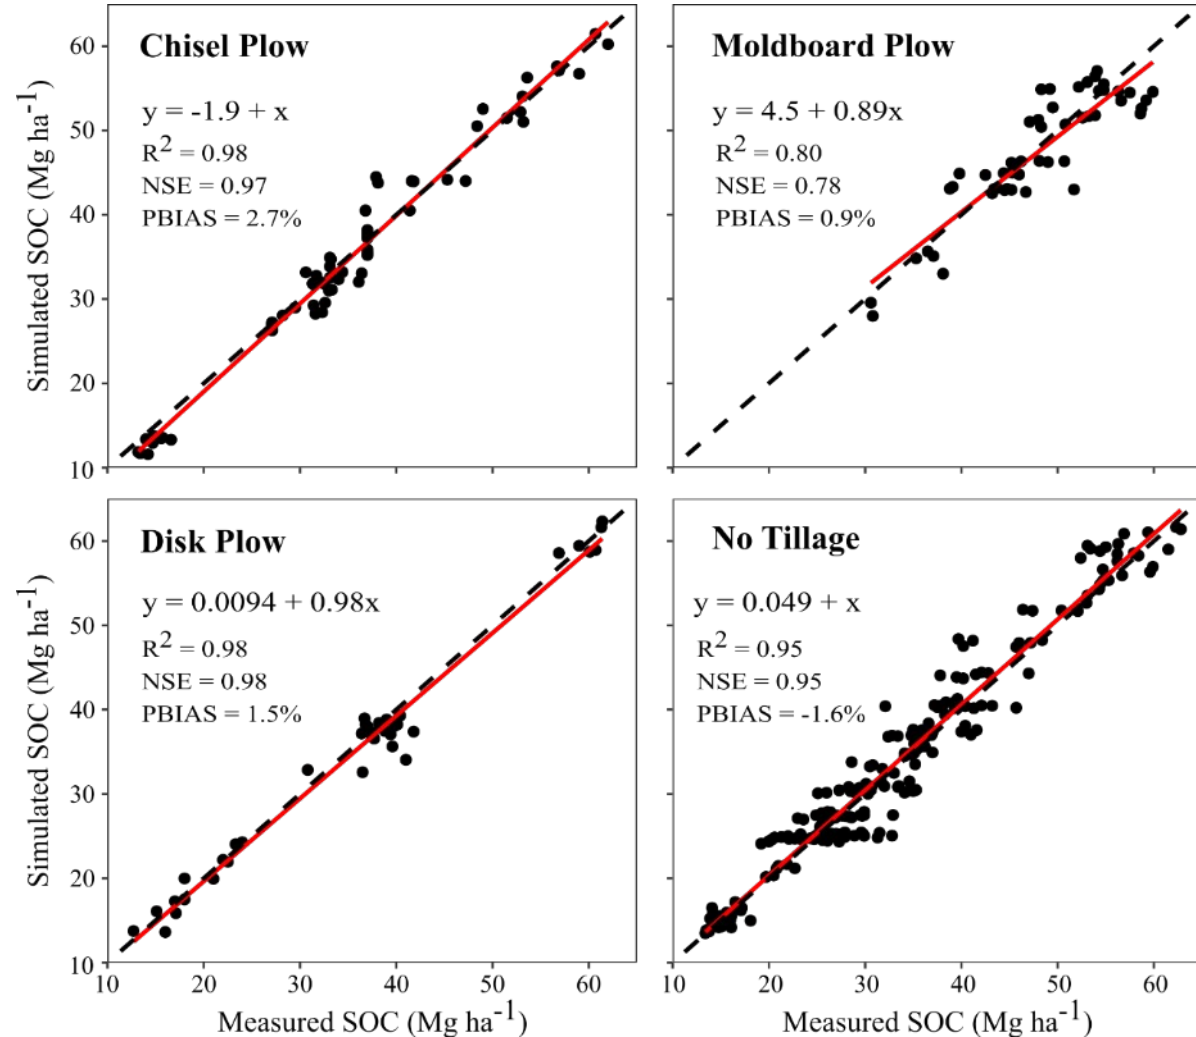 Chisel Plow
y = -1.9 + x
R² = 0.98
NSE = 0.97
PBIAS = 2.7%
Simulated SOC (Mg ha⁻¹)
60
50
40
30
20
10
Moldboard Plow
y = 4.5 + 0.89x
R² = 0.80
NSE = 0.78
PBIAS = 0.9%
Disk Plow
y = 0.0094 + 0.98x
R² = 0.98
NSE = 0.98
PBIAS = 1.5%
Simulated SOC (Mg ha⁻¹)
60
50
40
30
20
10
10 20 30 40 50 60
Measured SOC (Mg ha⁻¹)
No Tillage
y = 0.049 + x
R² = 0.95
NSE = 0.95
PBIAS = -1.6%
10 20 30 40 50 60
Measured SOC (Mg ha⁻¹)